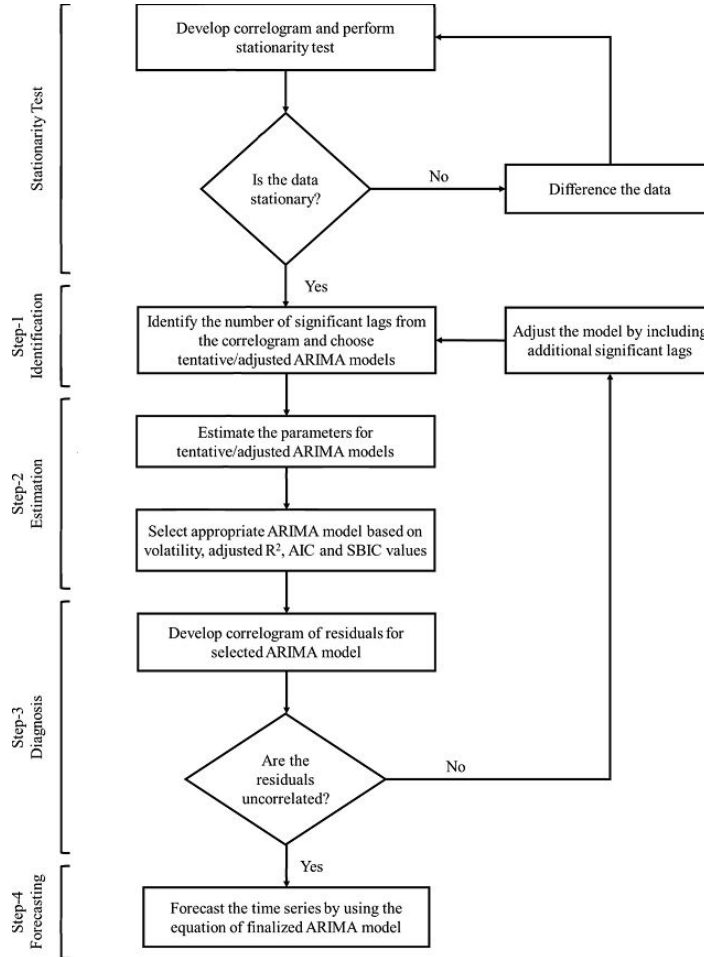 Develop correlogram and perform
stationarity test
Stationarity Test
Is the data
stationary?
No
Difference the data
Yes
Step-1
Identification
Identify the number of significant lags from
the correlogram and choose
tentative/adjusted ARIMA models
Adjust the model by including
additional significant lags
Step-2
Estimation
Estimate the parameters for
tentative/adjusted ARIMA models
Select appropriate ARIMA model based on
volatility, adjusted R², AIC and SBIC values
Step-3
Diagnosis
Develop correlogram of residuals for
selected ARIMA model
Are the
residuals
uncorrelated?
No
Yes
Step-4
Forecasting
Forecast the time series by using the
equation of finalized ARIMA model